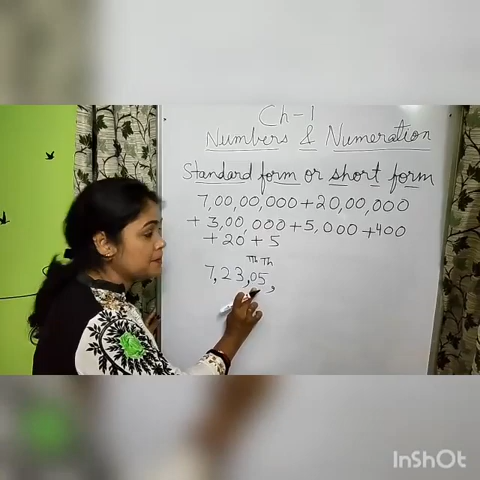 Ch-1
Numbers & Numeration
Standard form or short form
7,00,00,000+20,00,000
+ 3,00,000+5,000+400
+20 +5
TTh Th
7,23,05,
InShOt